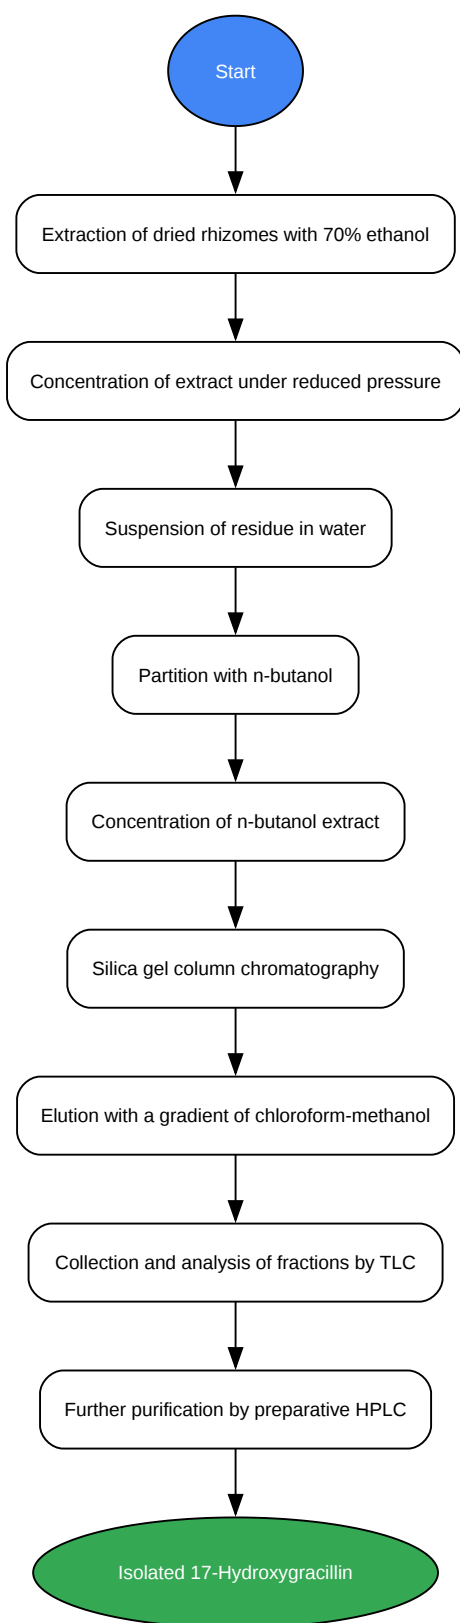 Start
Extraction of dried rhizomes with 70% ethanol
Concentration of extract under reduced pressure
Suspension of residue in water
Partition with n-butanol
Concentration of n-butanol extract
Silica gel column chromatography
Elution with a gradient of chloroform-methanol
Collection and analysis of fractions by TLC
Further purification by preparative HPLC
Isolated 17-Hydroxygracillin